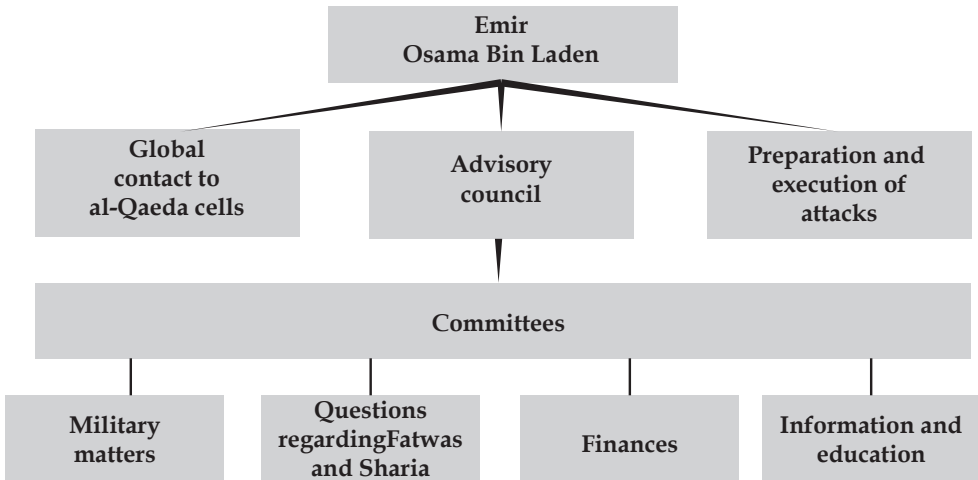 Emir
Osama Bin Laden
Global
contact to
al-Qaeda cells
Advisory
council
Preparation and
execution of
attacks
Committees
Military
matters
Questions
regardingFatwas
and Sharia
Finances
Information and
education